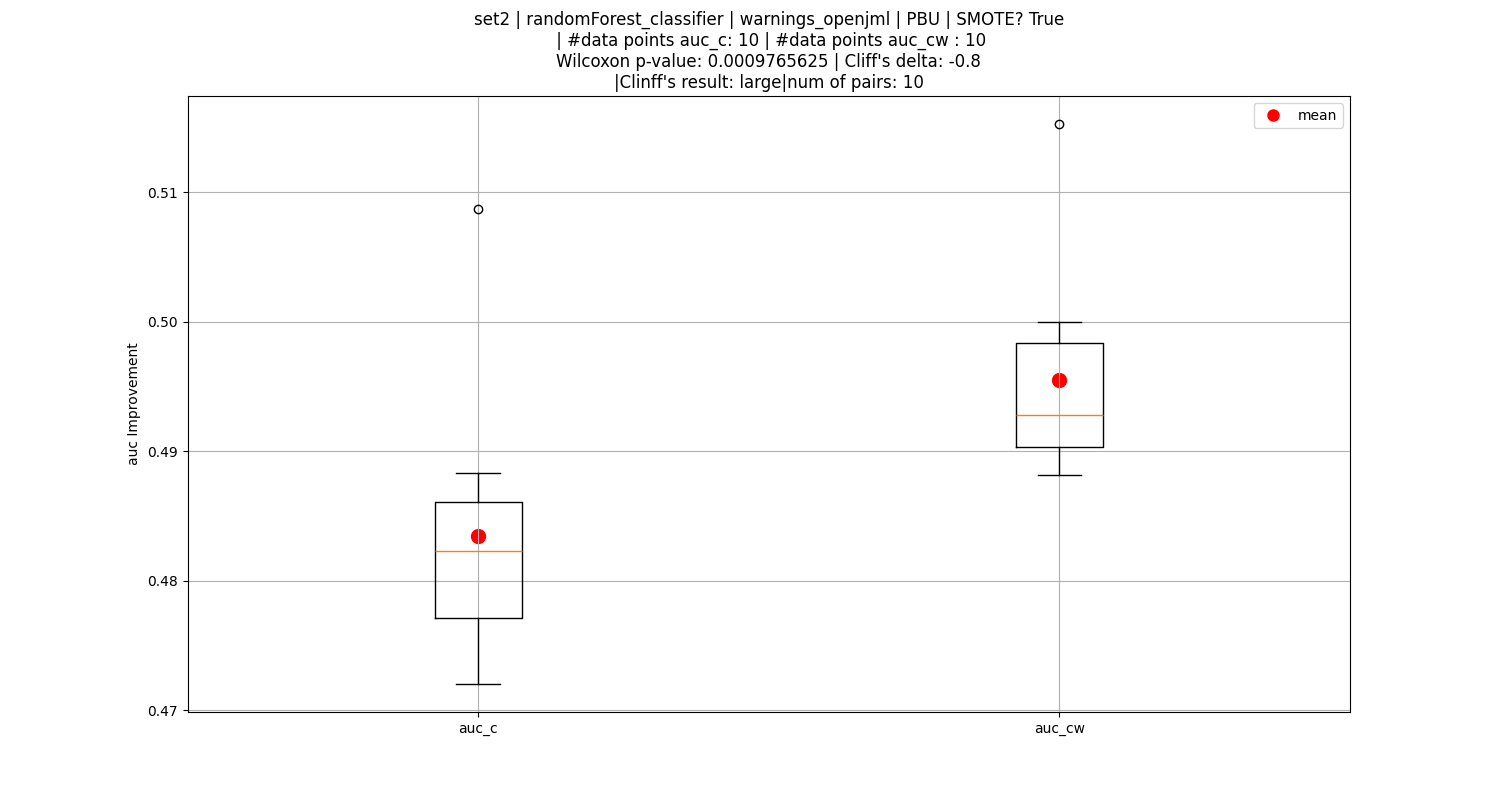 set2 | randomForest_classifier | warnings_openjml | PBU | SMOTE? True
| #data points auc_c: 10 | #data points auc_cw : 10
Wilcoxon p-value: 0.0009765625 | Cliff's delta: -0.8
|Clinff's result: large|num of pairs: 10
mean
0.51
0.50
0.49
0.48
0.47
auc Improvement
auc_c
auc_cw